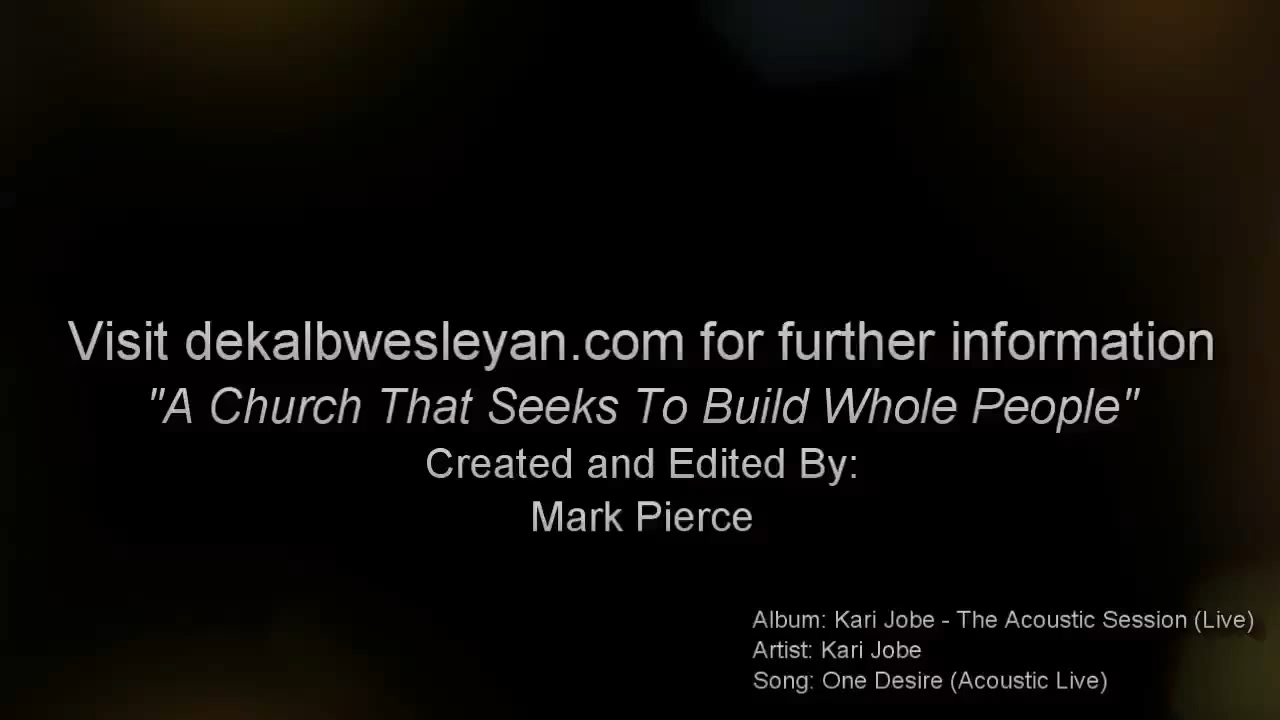 Visit dekalbwesleyan.com for further information
"A Church That Seeks To Build Whole People"
Created and Edited By:
Mark Pierce
Album: Kari Jobe - The Acoustic Session (Live)
Artist: Kari Jobe
Song: One Desire (Acoustic Live)